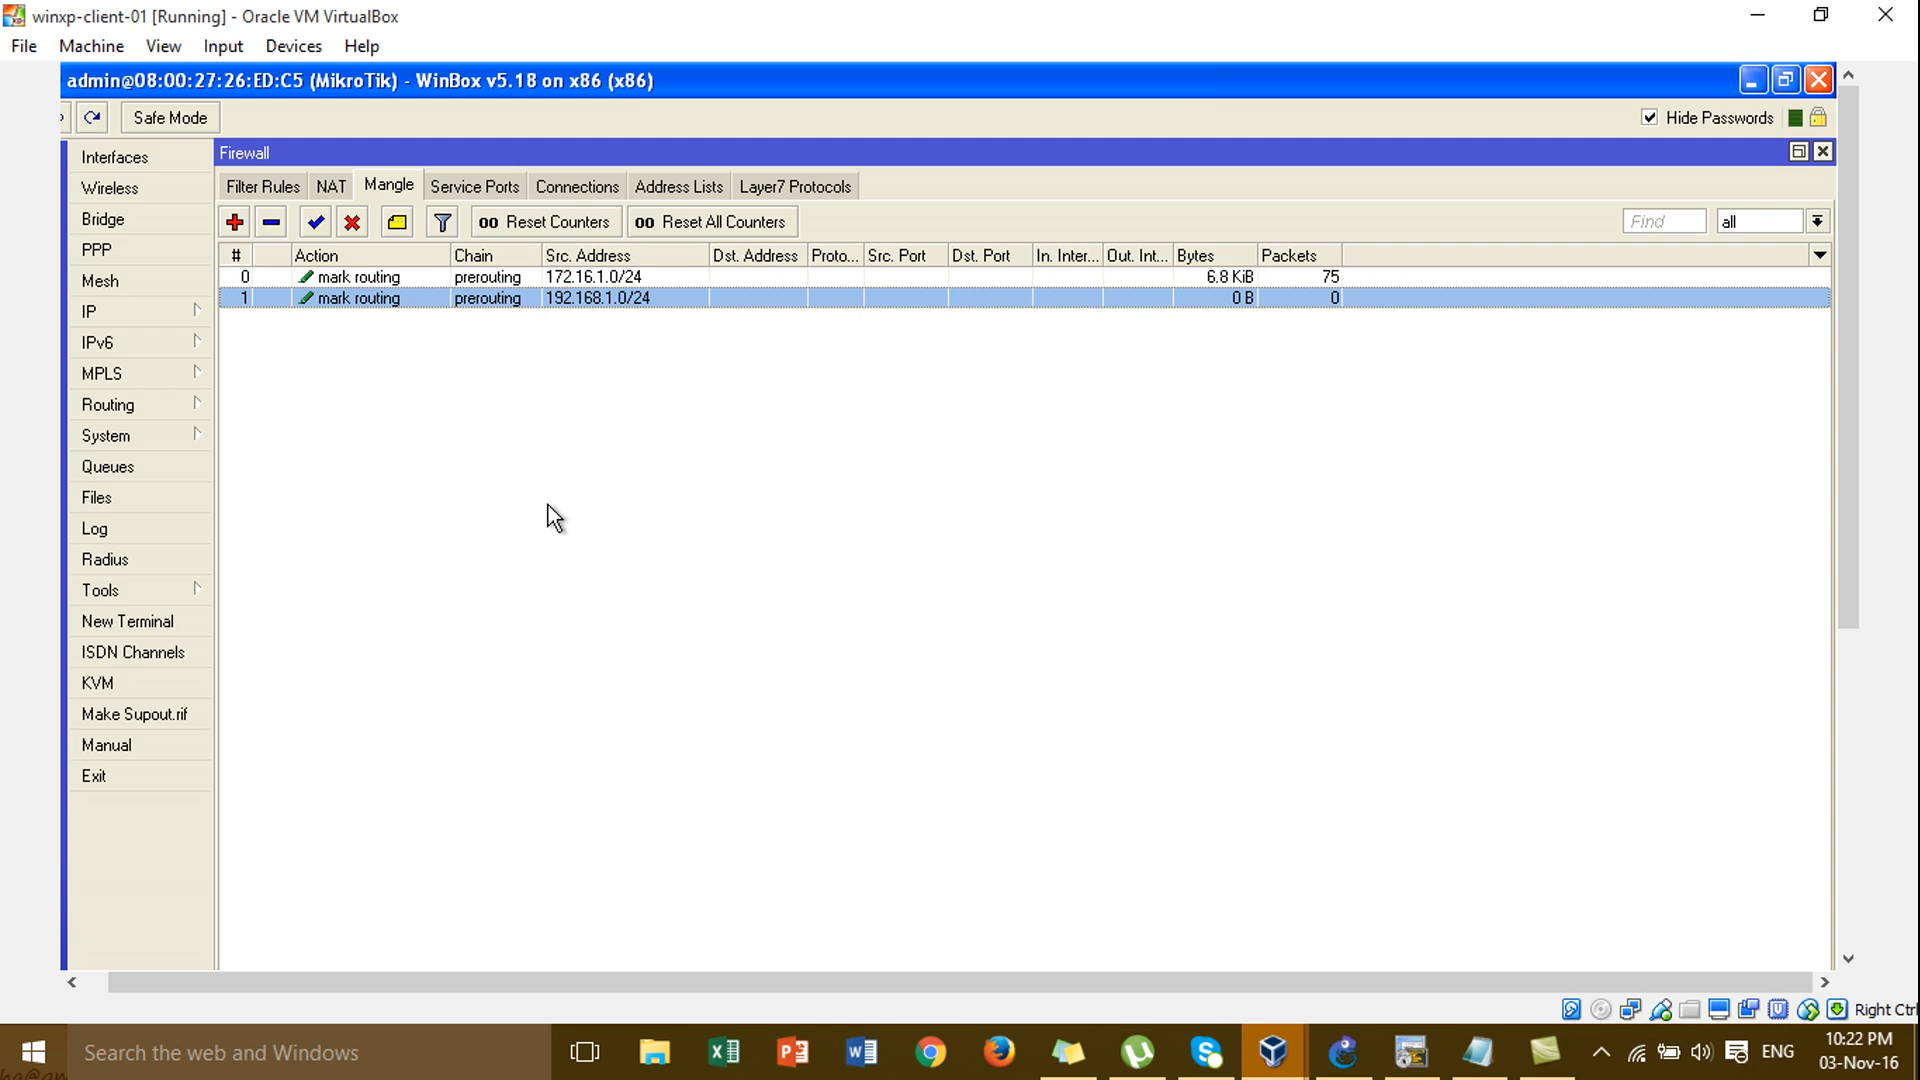 winxp-client-01 [Running] - Oracle VM VirtualBox
File Machine View Input Devices Help
admin@08:00:27:26:ED:C5 (MikroTik) - WinBox v5.18 on x86 (x86)
Safe Mode Hide Passwords
Firewall
Filter Rules NAT Mangle Service Ports Connections Address Lists Layer7 Protocols
00 Reset Counters 00 Reset All Counters Find all
# Action Chain Src. Address Dst. Address Proto... Src. Port Dst. Port In. Inter... Out. Int... Bytes Packets
0 mark routing prerouting 172.16.1.0/24 6.8 KiB 75
1 mark routing prerouting 192.168.1.0/24 0 B 0
Interfaces
Wireless
Bridge
PPP
Mesh
IP
IPv6
MPLS
Routing
System
Queues
Files
Log
Radius
Tools
New Terminal
ISDN Channels
KVM
Make Supout.rif
Manual
Exit
Right Ctrl
Search the web and Windows
ENG
10:22 PM
03-Nov-16